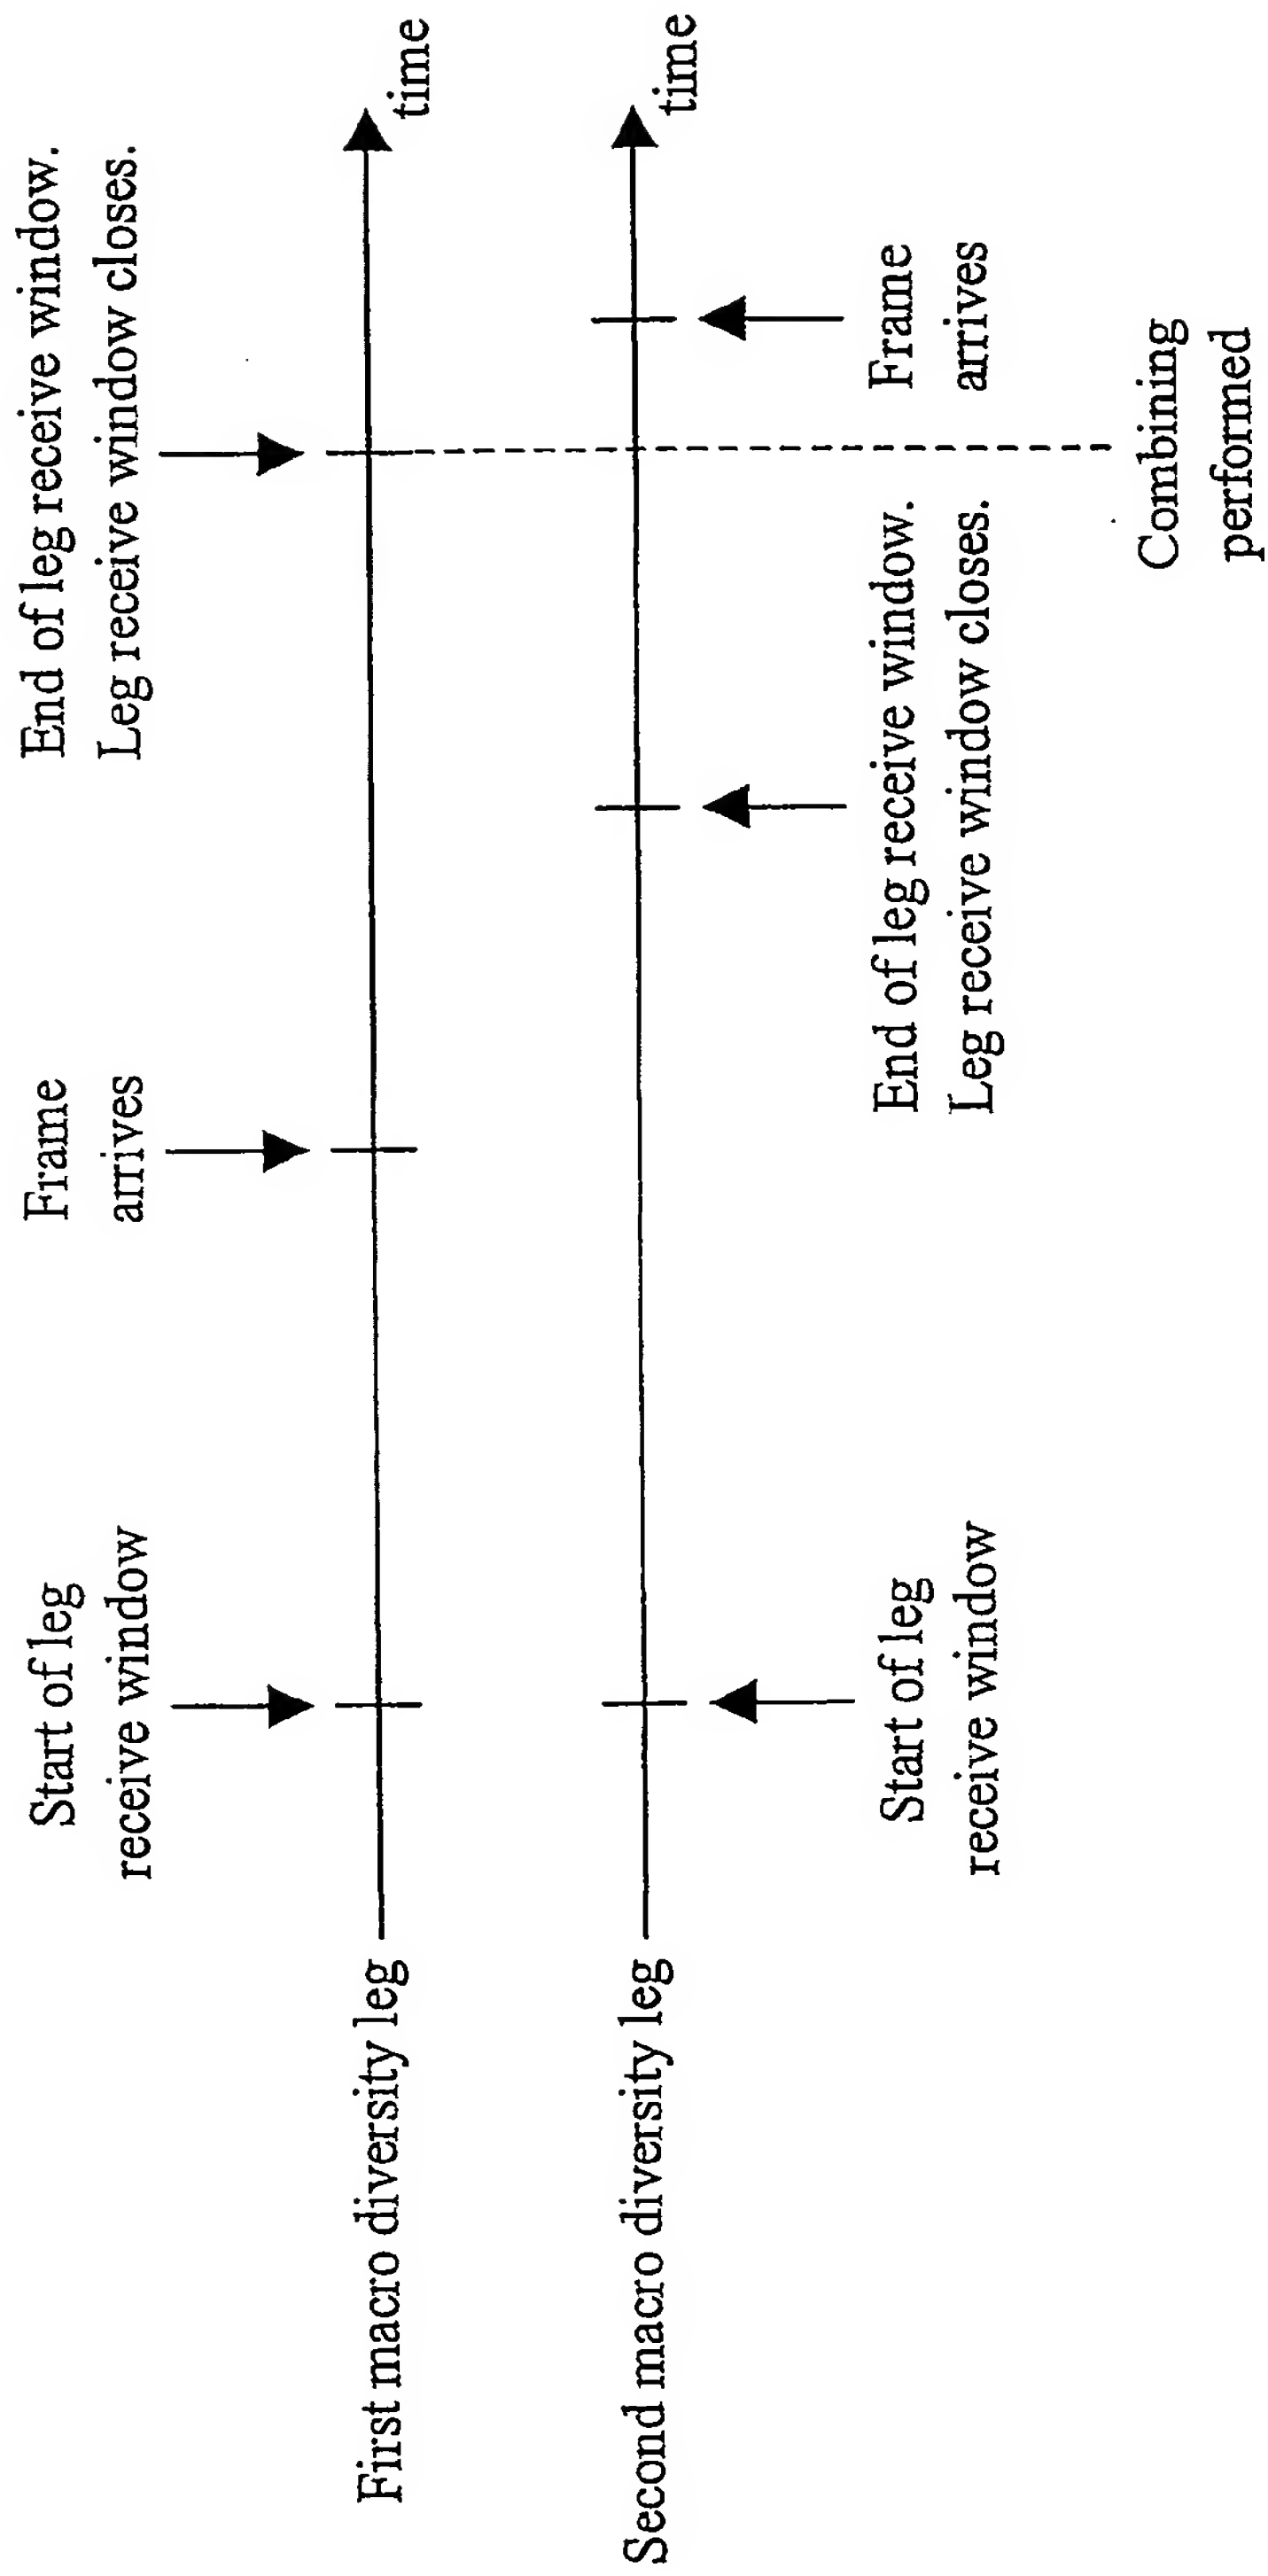 Start of leg
receive window
Frame
arrives
End of leg receive window.
Leg receive window closes.
First macro diversity leg
time
Second macro diversity leg
time
Start of leg
receive window
End of leg receive window.
Leg receive window closes.
Frame
arrives
Combining
performed